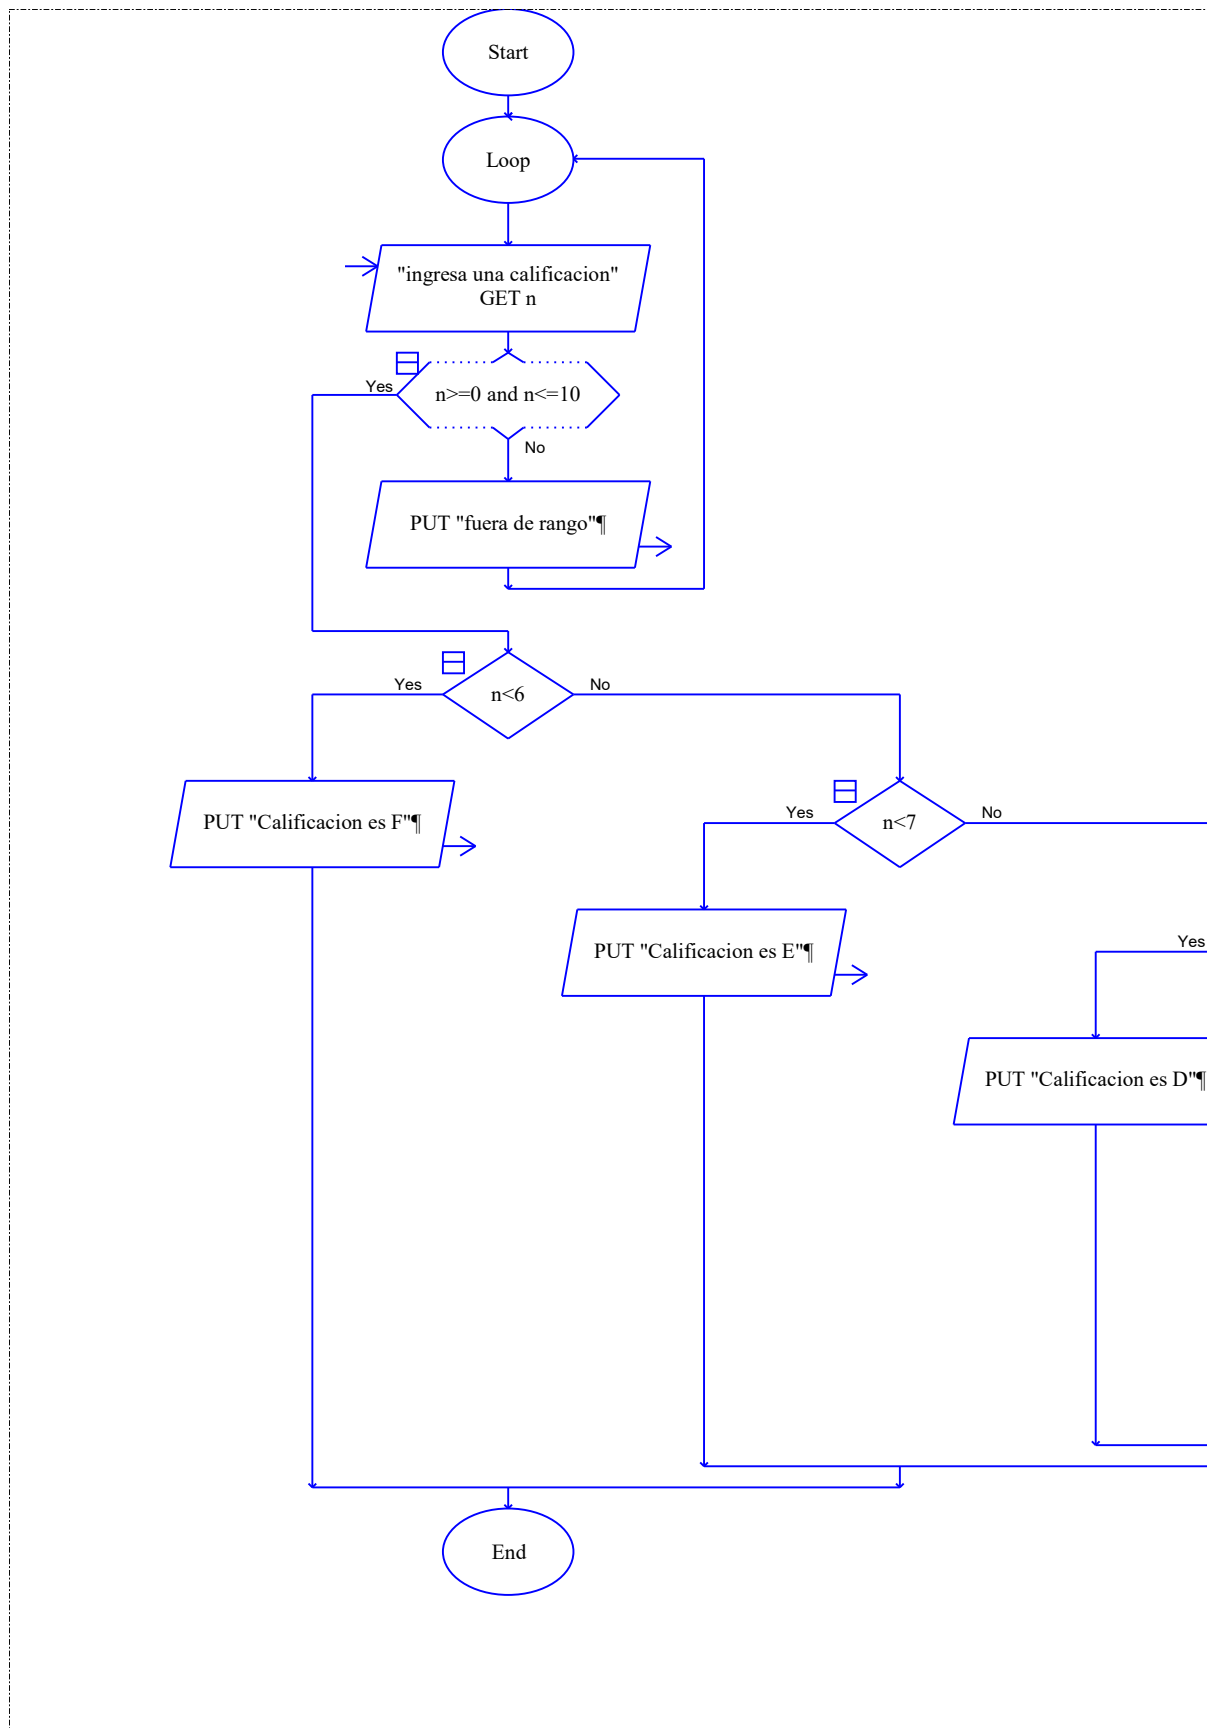 Start
Loop
"ingresa una calificacion"
GET n
Yes
n>=0 and n<=10
No
PUT "fuera de rango"¶
Yes
n<6
No
PUT "Calificacion es F"¶
Yes
n<7
No
PUT "Calificacion es E"¶
Yes
PUT "Calificacion es D"¶
End